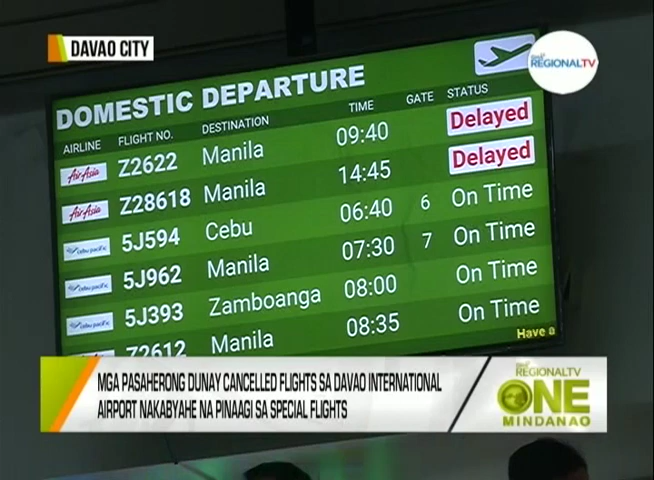 DAVAO CITY
REGIONALTV
DOMESTIC DEPARTURE
AIRLINE FLIGHT NO. DESTINATION TIME GATE STATUS
AirAsia Z2622 Manila 09:40 Delayed
AirAsia Z28618 Manila 14:45 Delayed
cebu pacific 5J594 Cebu 06:40 6 On Time
cebu pacific 5J962 Manila 07:30 7 On Time
cebu pacific 5J393 Zamboanga 08:00 On Time
Z2612 Manila 08:35 On Time
Have a
MGA PASAHERONG DUNAY CANCELLED FLIGHTS SA DAVAO INTERNATIONAL
AIRPORT NAKABYAHE NA PINAAGI SA SPECIAL FLIGHTS
REGIONALTV
ONE
MINDANAO